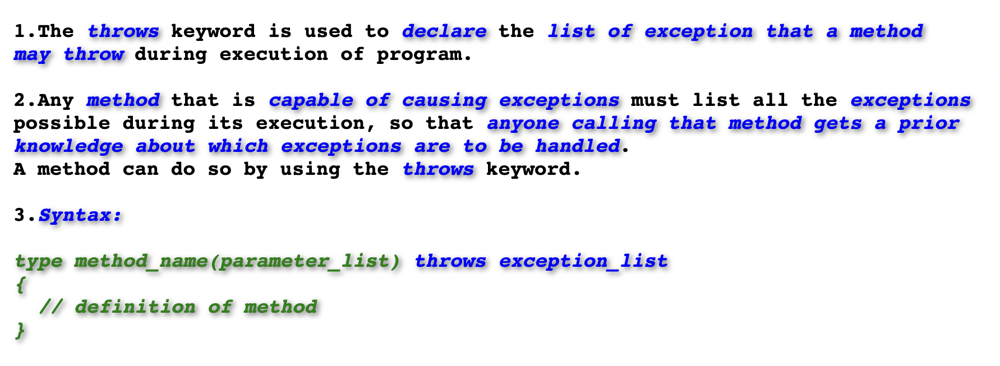 1.The throws keyword is used to declare the list of exception that a method
may throw during execution of program.
2.Any method that is capable of causing exceptions must list all the exceptions
possible during its execution, so that anyone calling that method gets a prior
knowledge about which exceptions are to be handled.
A method can do so by using the throws keyword.
3.Syntax:
type method_name(parameter_list) throws exception_list
{
// definition of method
}